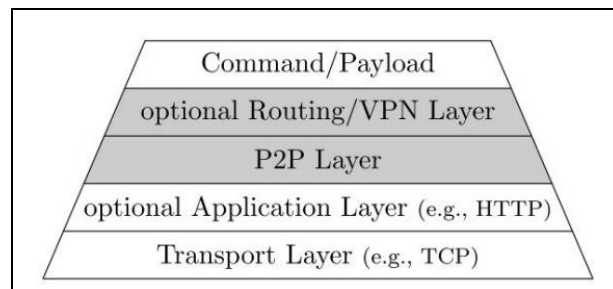 Command/Payload
optional Routing/VPN Layer
P2P Layer
optional Application Layer (e.g., HTTP)
Transport Layer (e.g., TCP)